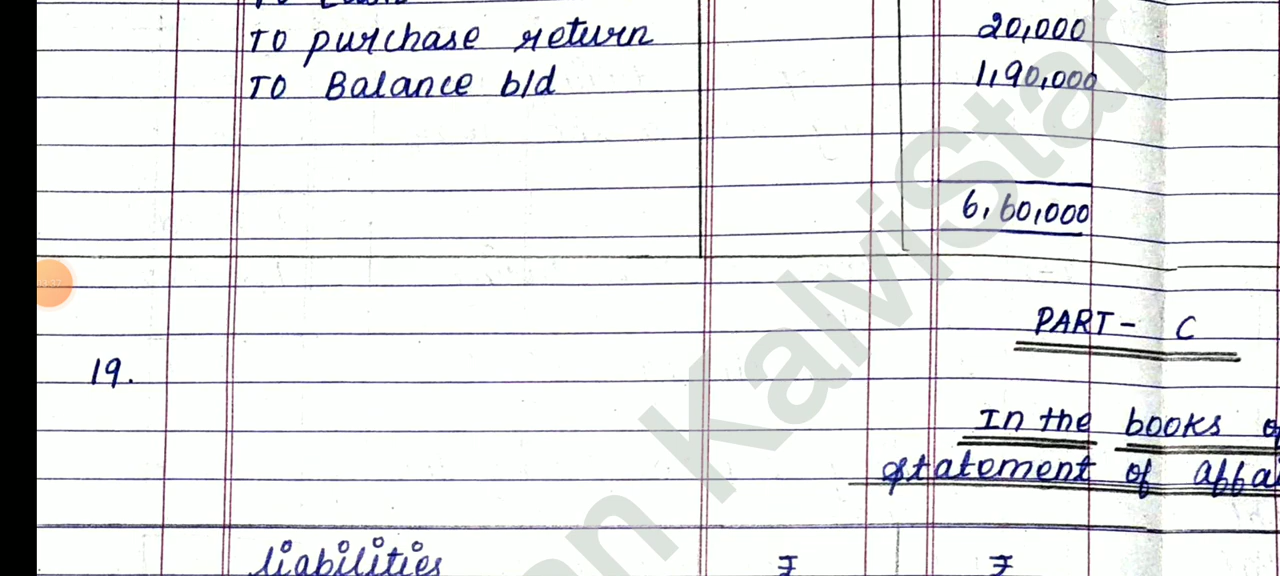 To purchase return 20,000
To Balance b/d 1,90,000
6,60,000
PART - C
19.
In the books
statement of
liabilities ₹ ₹
KalviStar